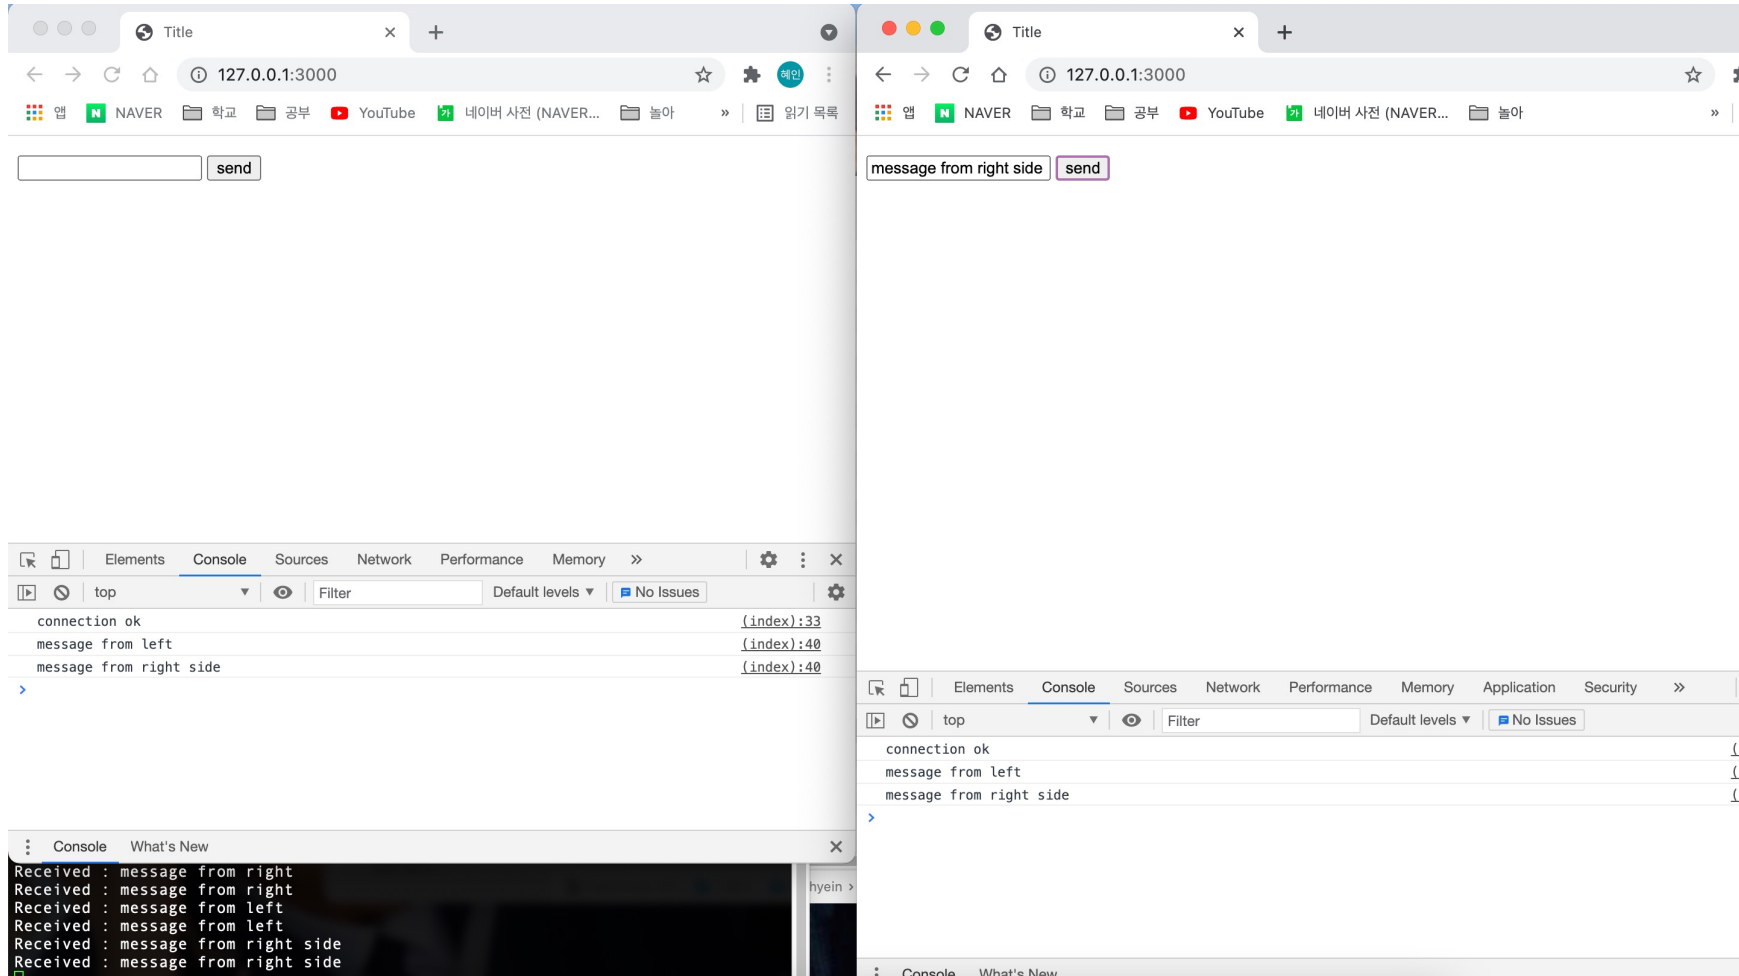 Title
127.0.0.1:3000
혜인
앱 NAVER 학교 공부 YouTube 네이버 사전 (NAVER... 놀아 » 읽기 목록
send
Elements Console Sources Network Performance Memory »
top Filter Default levels ▼ No Issues
connection ok (index):33
message from left (index):40
message from right side (index):40
Console What's New
Received : message from right
Received : message from right
Received : message from left
Received : message from left
Received : message from right side
Received : message from right side
hyein ›
Title
127.0.0.1:3000
앱 NAVER 학교 공부 YouTube 네이버 사전 (NAVER... 놀아 »
message from right side send
Elements Console Sources Network Performance Memory Application Security »
top Filter Default levels ▼ No Issues
connection ok (
message from left (
message from right side (
Console What's New